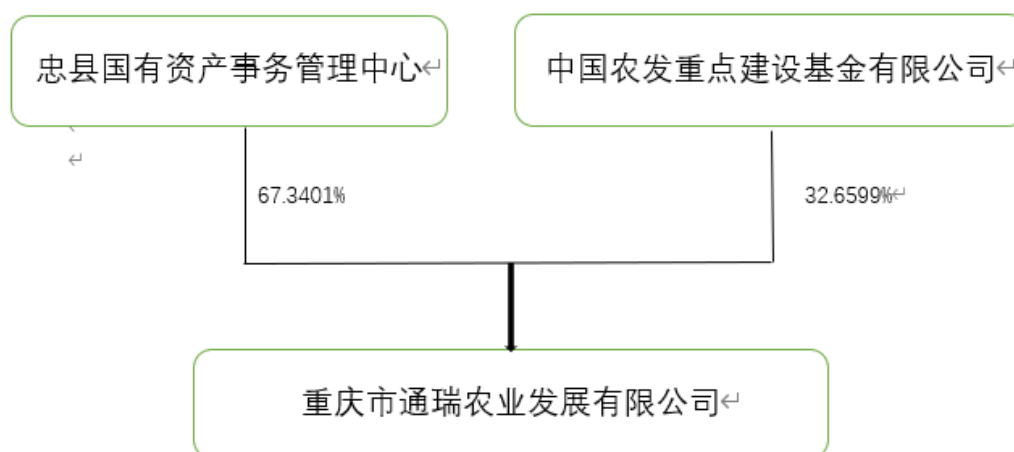 忠县国有资产事务管理中心
中国农发重点建设基金有限公司
67.3401%
32.6599%
重庆市通瑞农业发展有限公司